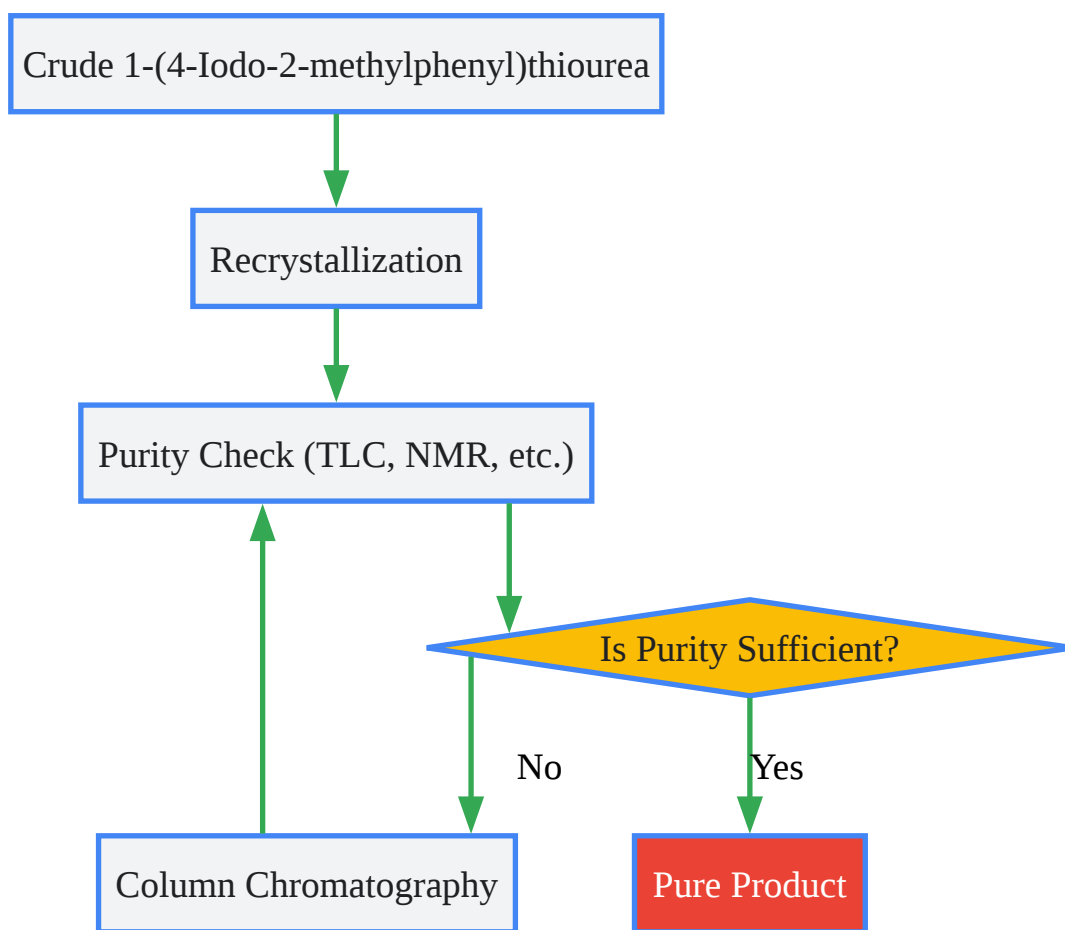 Crude 1-(4-Iodo-2-methylphenyl)thiourea
Recrystallization
Purity Check (TLC, NMR, etc.)
Is Purity Sufficient?
No
Yes
Column Chromatography
Pure Product